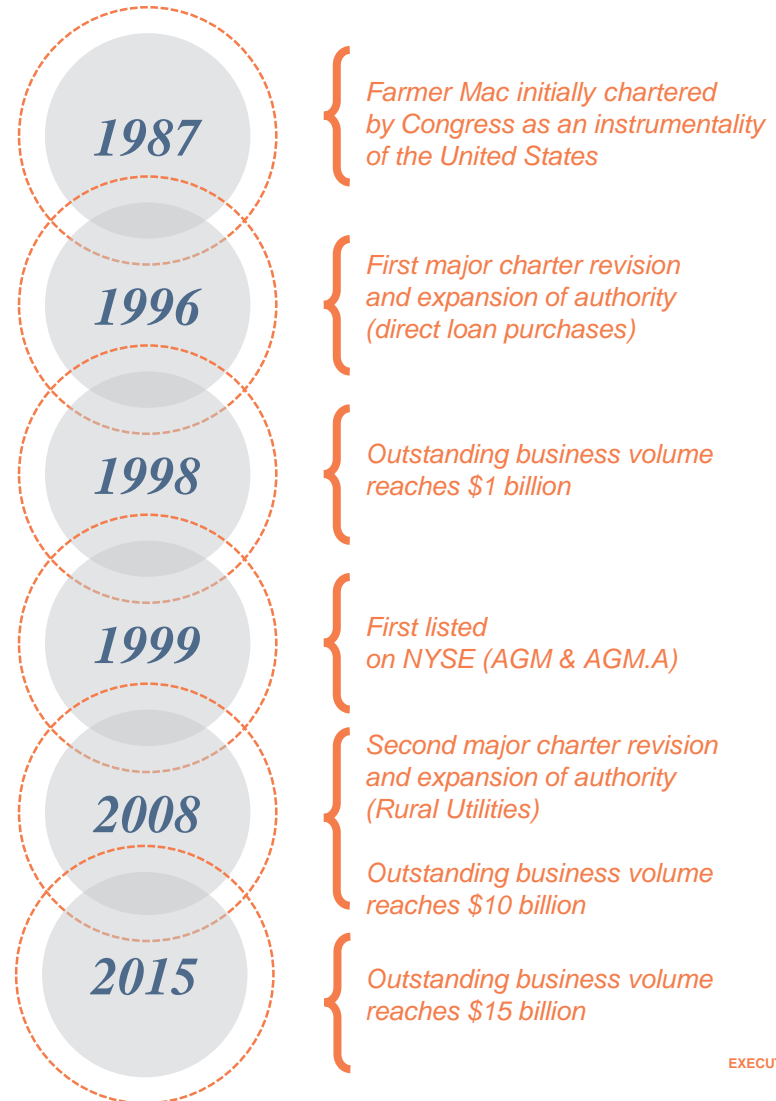 1987
Farmer Mac initially chartered
by Congress as an instrumentality
of the United States
1996
First major charter revision
and expansion of authority
(direct loan purchases)
1998
Outstanding business volume
reaches $1 billion
1999
First listed
on NYSE (AGM & AGM.A)
2008
Second major charter revision
and expansion of authority
(Rural Utilities)
Outstanding business volume
reaches $10 billion
2015
Outstanding business volume
reaches $15 billion
EXECUT